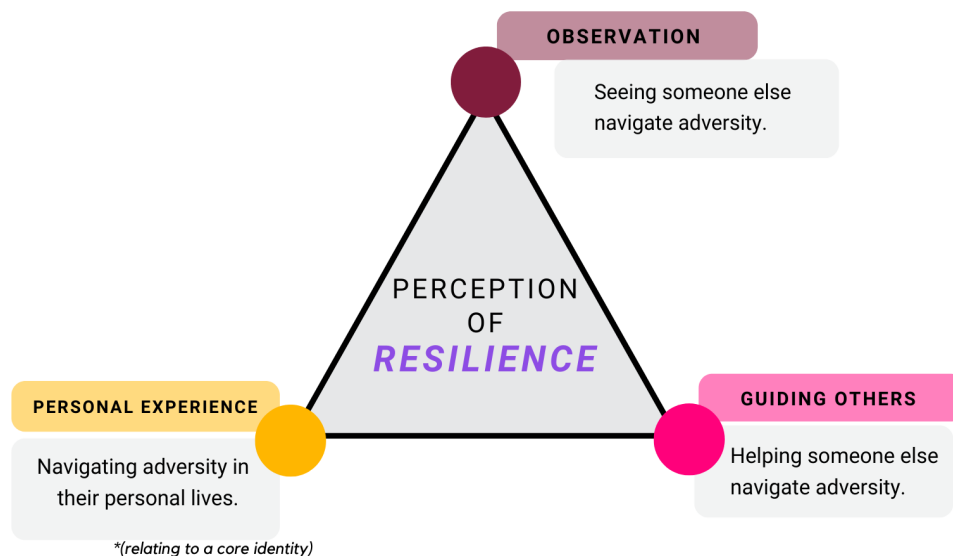 OBSERVATION
Seeing someone else
navigate adversity.
PERCEPTION
OF
RESILIENCE
PERSONAL EXPERIENCE
Navigating adversity in
their personal lives.
*(relating to a core identity)
GUIDING OTHERS
Helping someone else
navigate adversity.